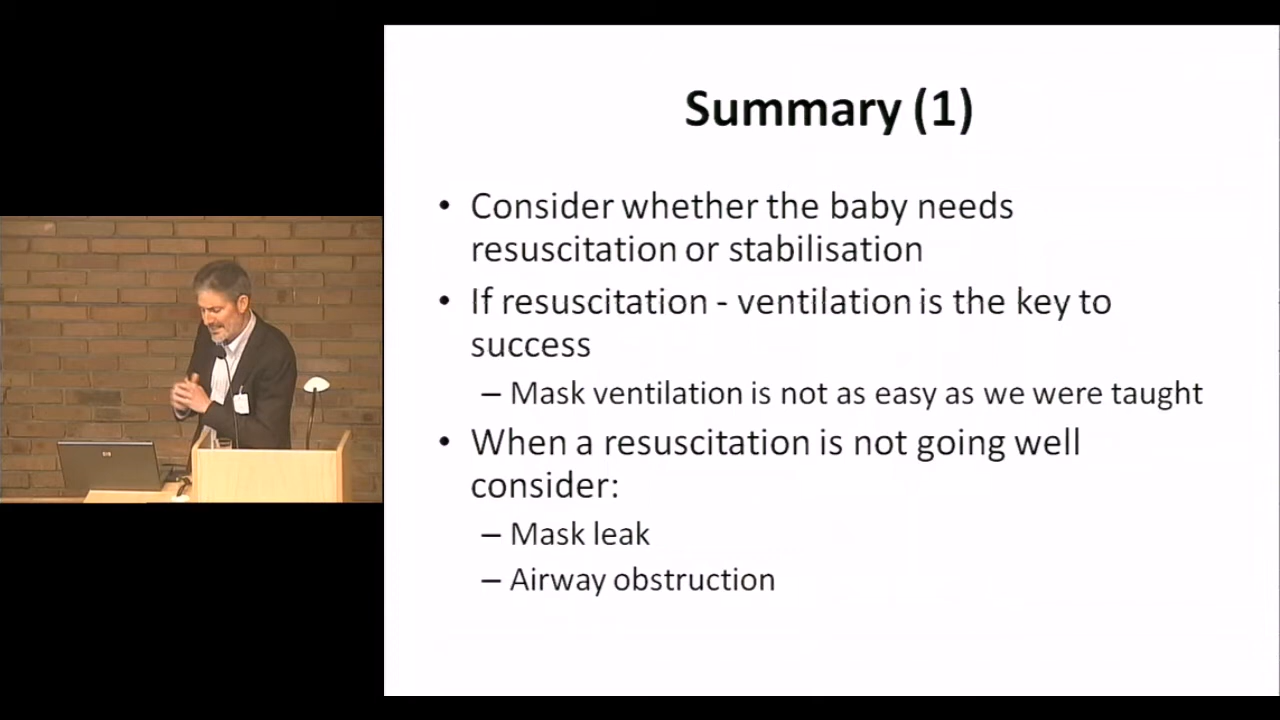 Summary (1)
• Consider whether the baby needs
resuscitation or stabilisation
• If resuscitation - ventilation is the key to
success
– Mask ventilation is not as easy as we were taught
• When a resuscitation is not going well
consider:
– Mask leak
– Airway obstruction